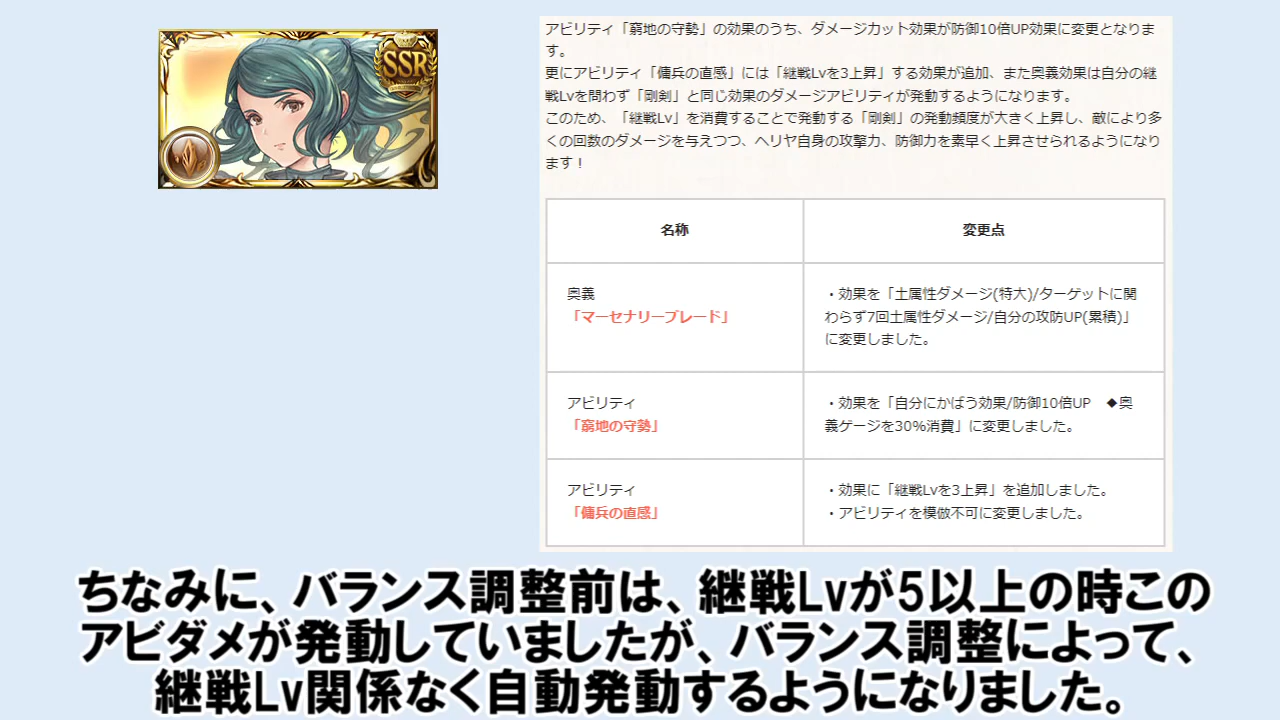 SSR
アビリティ「窮地の守勢」の効果のうち、ダメージカット効果が防御10倍UP効果に変更となりま
す。
更にアビリティ「傭兵の直感」には「継戦Lvを3上昇」する効果が追加、また奥義効果は自分の継
戦Lvを問わず「剛剣」と同じ効果のダメージアビリティが発動するようになります。
このため、「継戦Lv」を消費することで発動する「剛剣」の発動頻度が大きく上昇し、敵により多
くの回数のダメージを与えつつ、ヘリヤ自身の攻撃力、防御力を素早く上昇させられるようになり
ます！
名称
変更点
奥義
「マーセナリーブレード」
・効果を「土属性ダメージ(特大)/ターゲットに関
わらず7回土属性ダメージ/自分の攻防UP(累積)」
に変更しました。
アビリティ
「窮地の守勢」
・効果を「自分にかばう効果/防御10倍UP　◆奥
義ゲージを30%消費」に変更しました。
アビリティ
「傭兵の直感」
・効果に「継戦Lvを3上昇」を追加しました。
・アビリティを模倣不可に変更しました。
ちなみに、バランス調整前は、継戦Lvが5以上の時この
アビダメが発動していましたが、バランス調整によって、
継戦Lv関係なく自動発動するようになりました。